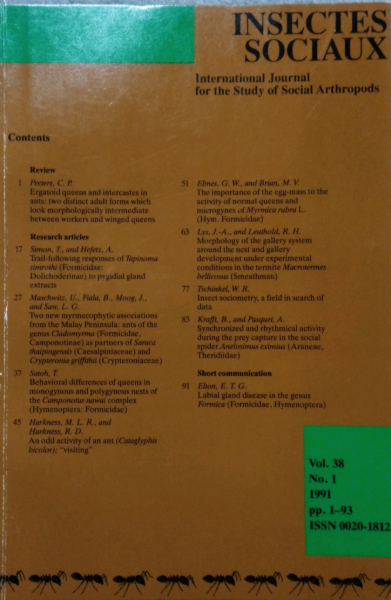 INSECTES
SOCIAUX
International Journal
for the Study of Social Arthropods
Contents
Review
1 Peeters, C. P.
Ergatoid queens and intercastes in
ants: two distinct adult forms which
look morphologically intermediate
between workers and winged queens
Research articles
17 Simon, T., and Hefetz, A.
Trail-following responses of Tapinoma
simrothi (Formicidae:
Dolichoderinae) to pygidial gland
extracts
27 Maschwitz, U., Fiala, B., Moog, J.,
and Saw, L. G.
Two new myrmecophytic associations
from the Malay Peninsula: ants of the
genus Cladomyrma (Formicidae,
Camponotinae) as partners of Saraca
thaipingensis (Caesalpiniaceae) and
Crypteronia griffithii (Crypteroniaceae)
37 Satoh, T.
Behavioral differences of queens in
monogynous and polygynous nests of
the Camponotus nawai complex
(Hymenoptera: Formicidae)
45 Harkness, M. L. R., and
Harkness, R. D.
An odd activity of an ant (Cataglyphis
bicolor); "visiting"
51 Elmes, G. W., and Brian, M. V.
The importance of the egg-mass to the
activity of normal queens and
microgynes of Myrmica rubra L.
(Hym. Formicidae)
63 Lys, J.-A., and Leuthold, R. H.
Morphology of the gallery system
around the nest and gallery
development under experimental
conditions in the termite Macrotermes
bellicosus (Smeathman)
77 Tschinkel, W. R.
Insect sociometry, a field in search of
data
83 Krafft, B., and Pasquet, A.
Synchronized and rhythmical activity
during the prey capture in the social
spider Anelosimus eximius (Araneae,
Theridiidae)
Short communication
91 Elton, E. T. G.
Labial gland disease in the genus
Formica (Formicidae, Hymenoptera)
Vol. 38
No. 1
1991
pp. 1–93
ISSN 0020-1812